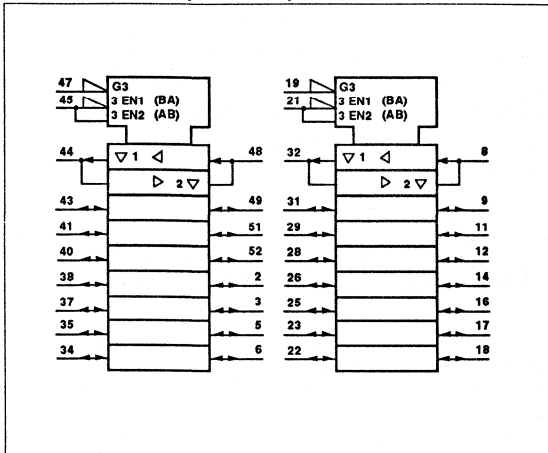 47 G3
45 3 EN1 (BA)
3 EN2 (AB)
44 ▽ 1 ◁ 48
▷ 2 ▽
43 49
41 51
40 52
38 2
37 3
35 5
34 6
19 G3
21 3 EN1 (BA)
3 EN2 (AB)
32 ▽ 1 ◁ 8
▷ 2 ▽
31 9
29 11
28 12
26 14
25 16
23 17
22 18